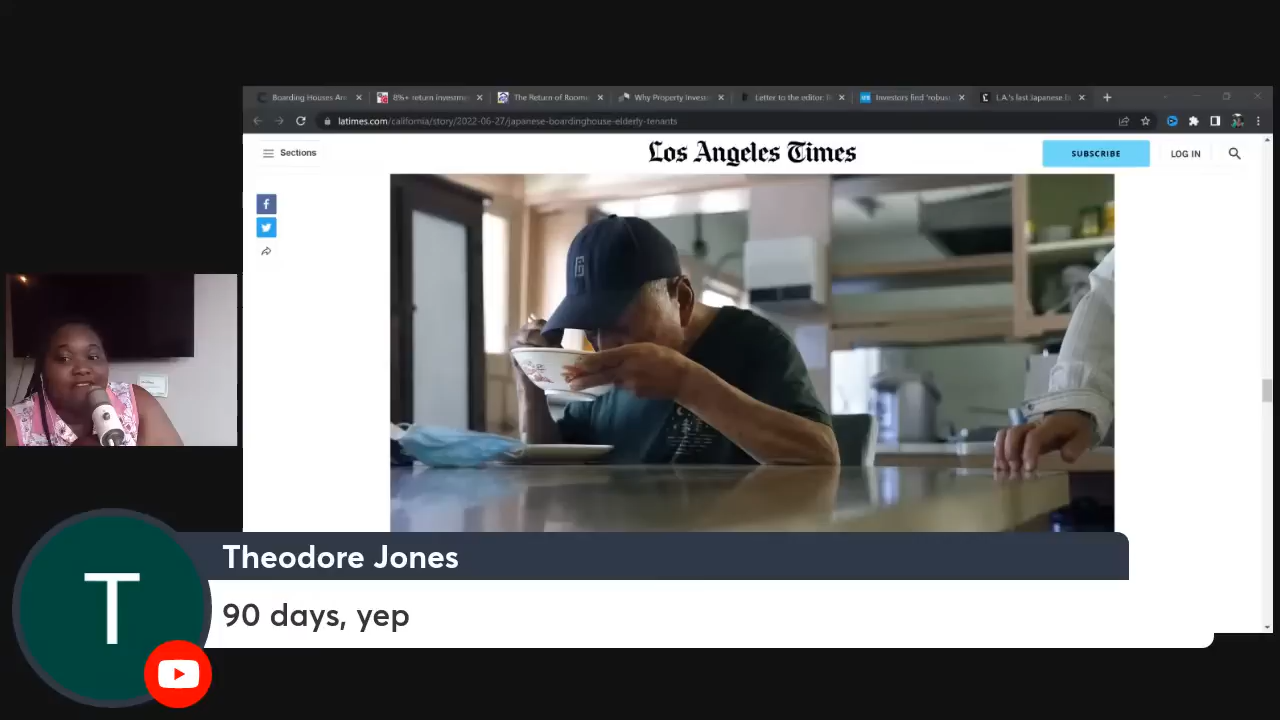 Boarding Houses An
8%+ return investme
The Return of Room
Why Property Inves
Letter to the editor: B
Investors find 'robus
L.A.'s last Japanese B
latimes.com/california/story/2022-06-27/japanese-boardinghouse-elderly-tenants
Sections
Los Angeles Times
SUBSCRIBE
LOG IN
T
Theodore Jones
90 days, yep